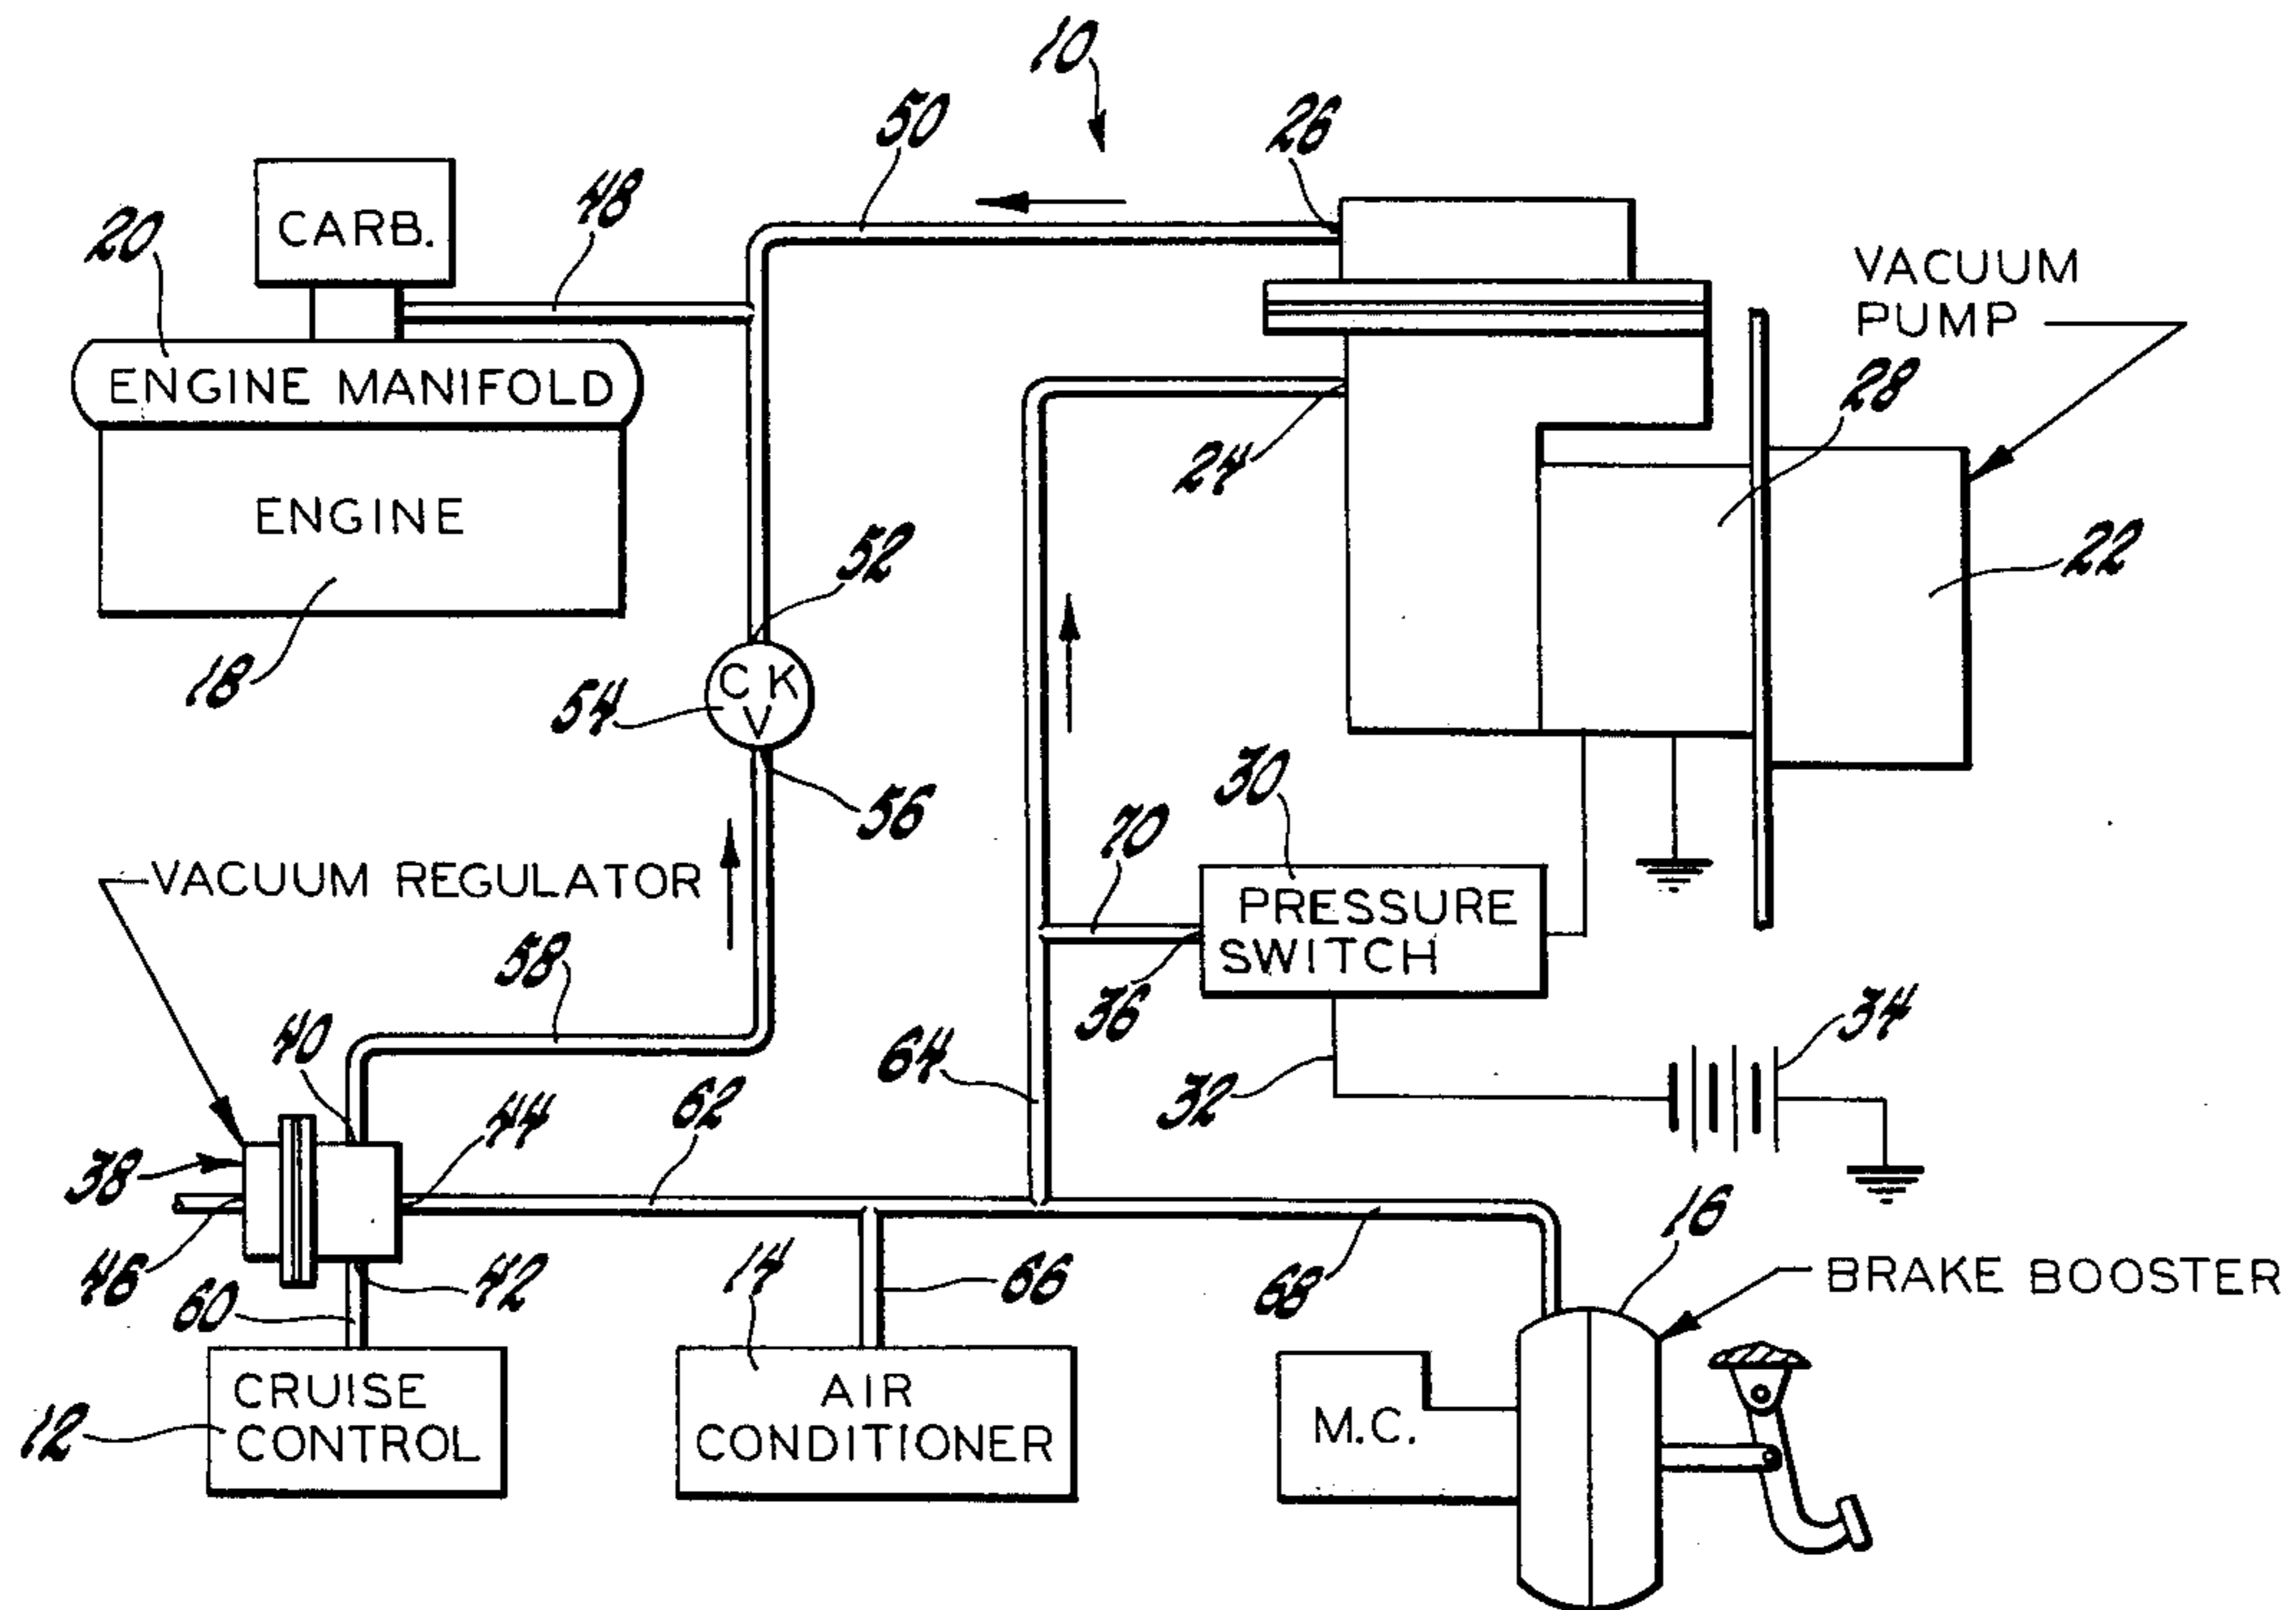 10
50
26
48
CARB.
20
VACUUM
PUMP
ENGINE MANIFOLD
28
24
ENGINE
52
22
18
CK
V
54
30
56
70
VACUUM REGULATOR
PRESSURE
SWITCH
58
36
34
40
64
32
62
44
38
16
14
46
42
66
68
BRAKE BOOSTER
60
CRUISE
CONTROL
AIR
CONDITIONER
M.C.
12